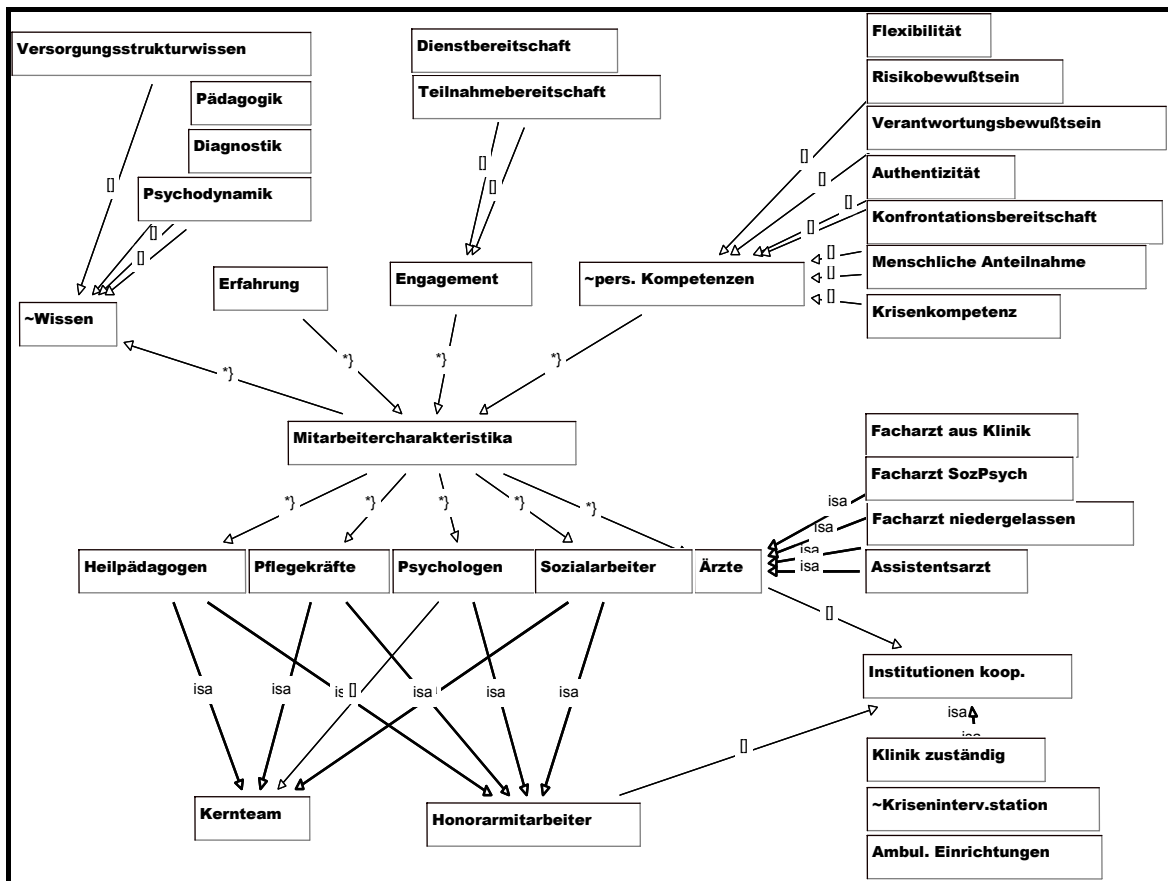 Versorgungsstrukturwissen
Dienstbereitschaft
Flexibilität
Pädagogik
Teilnahmebereitschaft
Risikobewußtsein
Diagnostik
Verantwortungsbewußtsein
Psychodynamik
Authentizität
Konfrontationsbereitschaft
[]
[]
[]
[]
[]
[]
[]
[]
[]
Menschliche Anteilnahme
[]
[]
[]
Krisenkompetenz
~Wissen
Erfahrung
Engagement
~pers. Kompetenzen
*}
*}
*}
*}
Mitarbeitercharakteristika
*}
*}
*}
*}
*}
Facharzt aus Klinik
Facharzt SozPsych
Facharzt niedergelassen
Assistentsarzt
isa
isa
isa
isa
Heilpädagogen
Pflegekräfte
Psychologen
Sozialarbeiter
Ärzte
[]
isa
isa
[]
isa
isa
isa
Institutionen koop.
isa
[]
Klinik zuständig
~Kriseninterv.station
Ambul. Einrichtungen
Kernteam
Honorarmitarbeiter